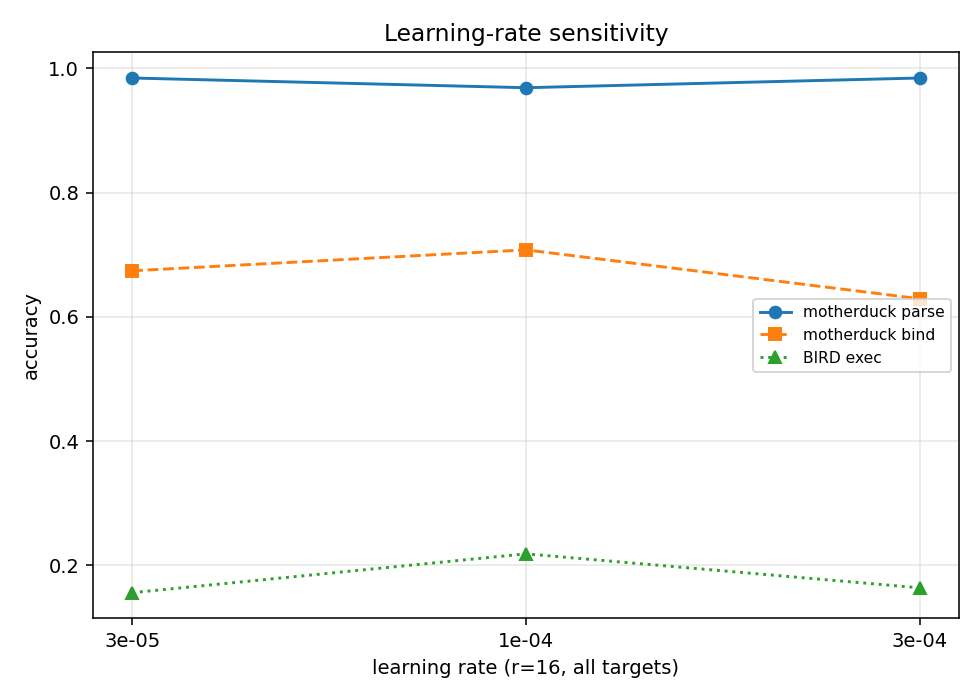 Learning-rate sensitivity
accuracy
1.0
0.8
0.6
0.4
0.2
motherduck parse
motherduck bind
BIRD exec
3e-05
1e-04
3e-04
learning rate (r=16, all targets)